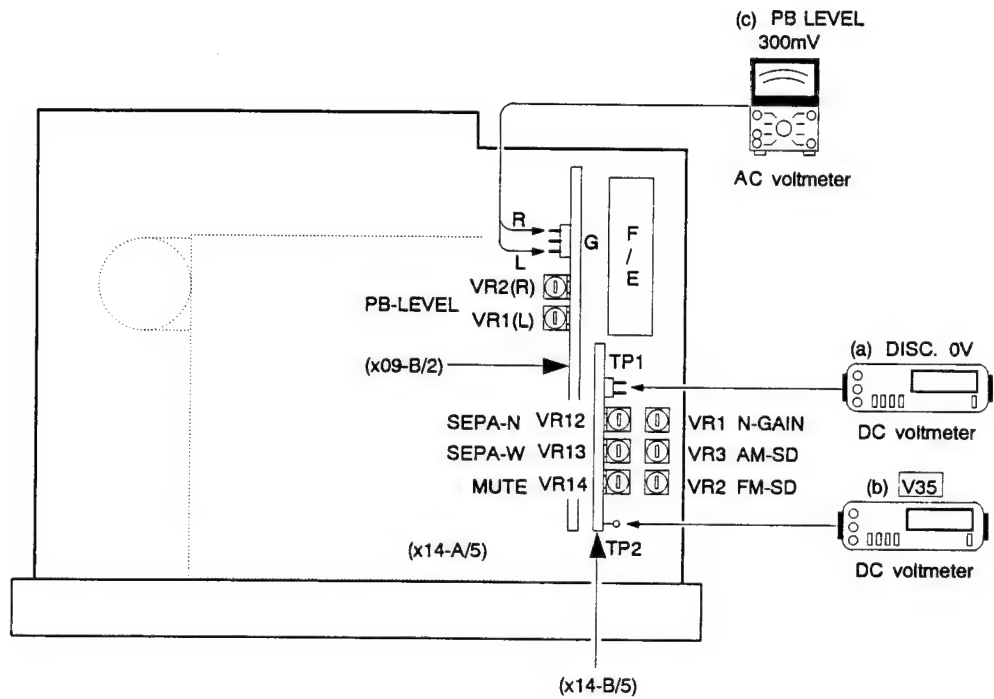 (c) PB LEVEL
300mV
AC voltmeter
R
L
G
F/E
PB-LEVEL
VR2(R)
VR1(L)
(x09-B/2)
TP1
(a) DISC. 0V
DC voltmeter
SEPA-N VR12
VR1 N-GAIN
SEPA-W VR13
VR3 AM-SD
MUTE VR14
VR2 FM-SD
(b) V35
DC voltmeter
TP2
(x14-A/5)
(x14-B/5)